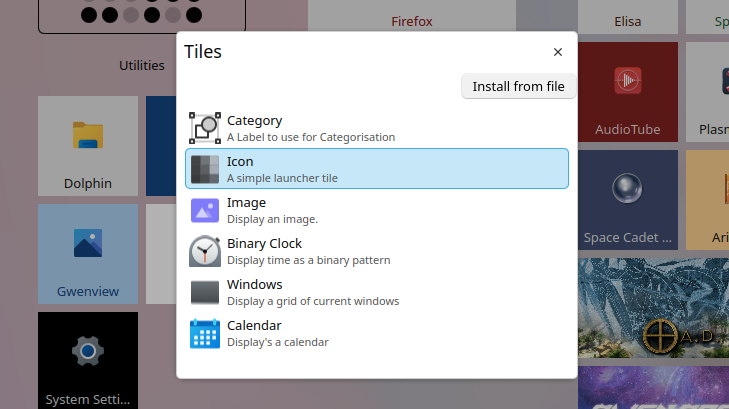 Firefox
Elisa
Sp
Utilities
Tiles
Install from file
Category
A Label to use for Categorisation
Icon
A simple launcher tile
Image
Display an image.
Binary Clock
Display time as a binary pattern
Windows
Display a grid of current windows
Calendar
Display's a calendar
Dolphin
Gwenview
System Setti...
AudioTube
Plasm
Space Cadet ...
Ari
A.D.